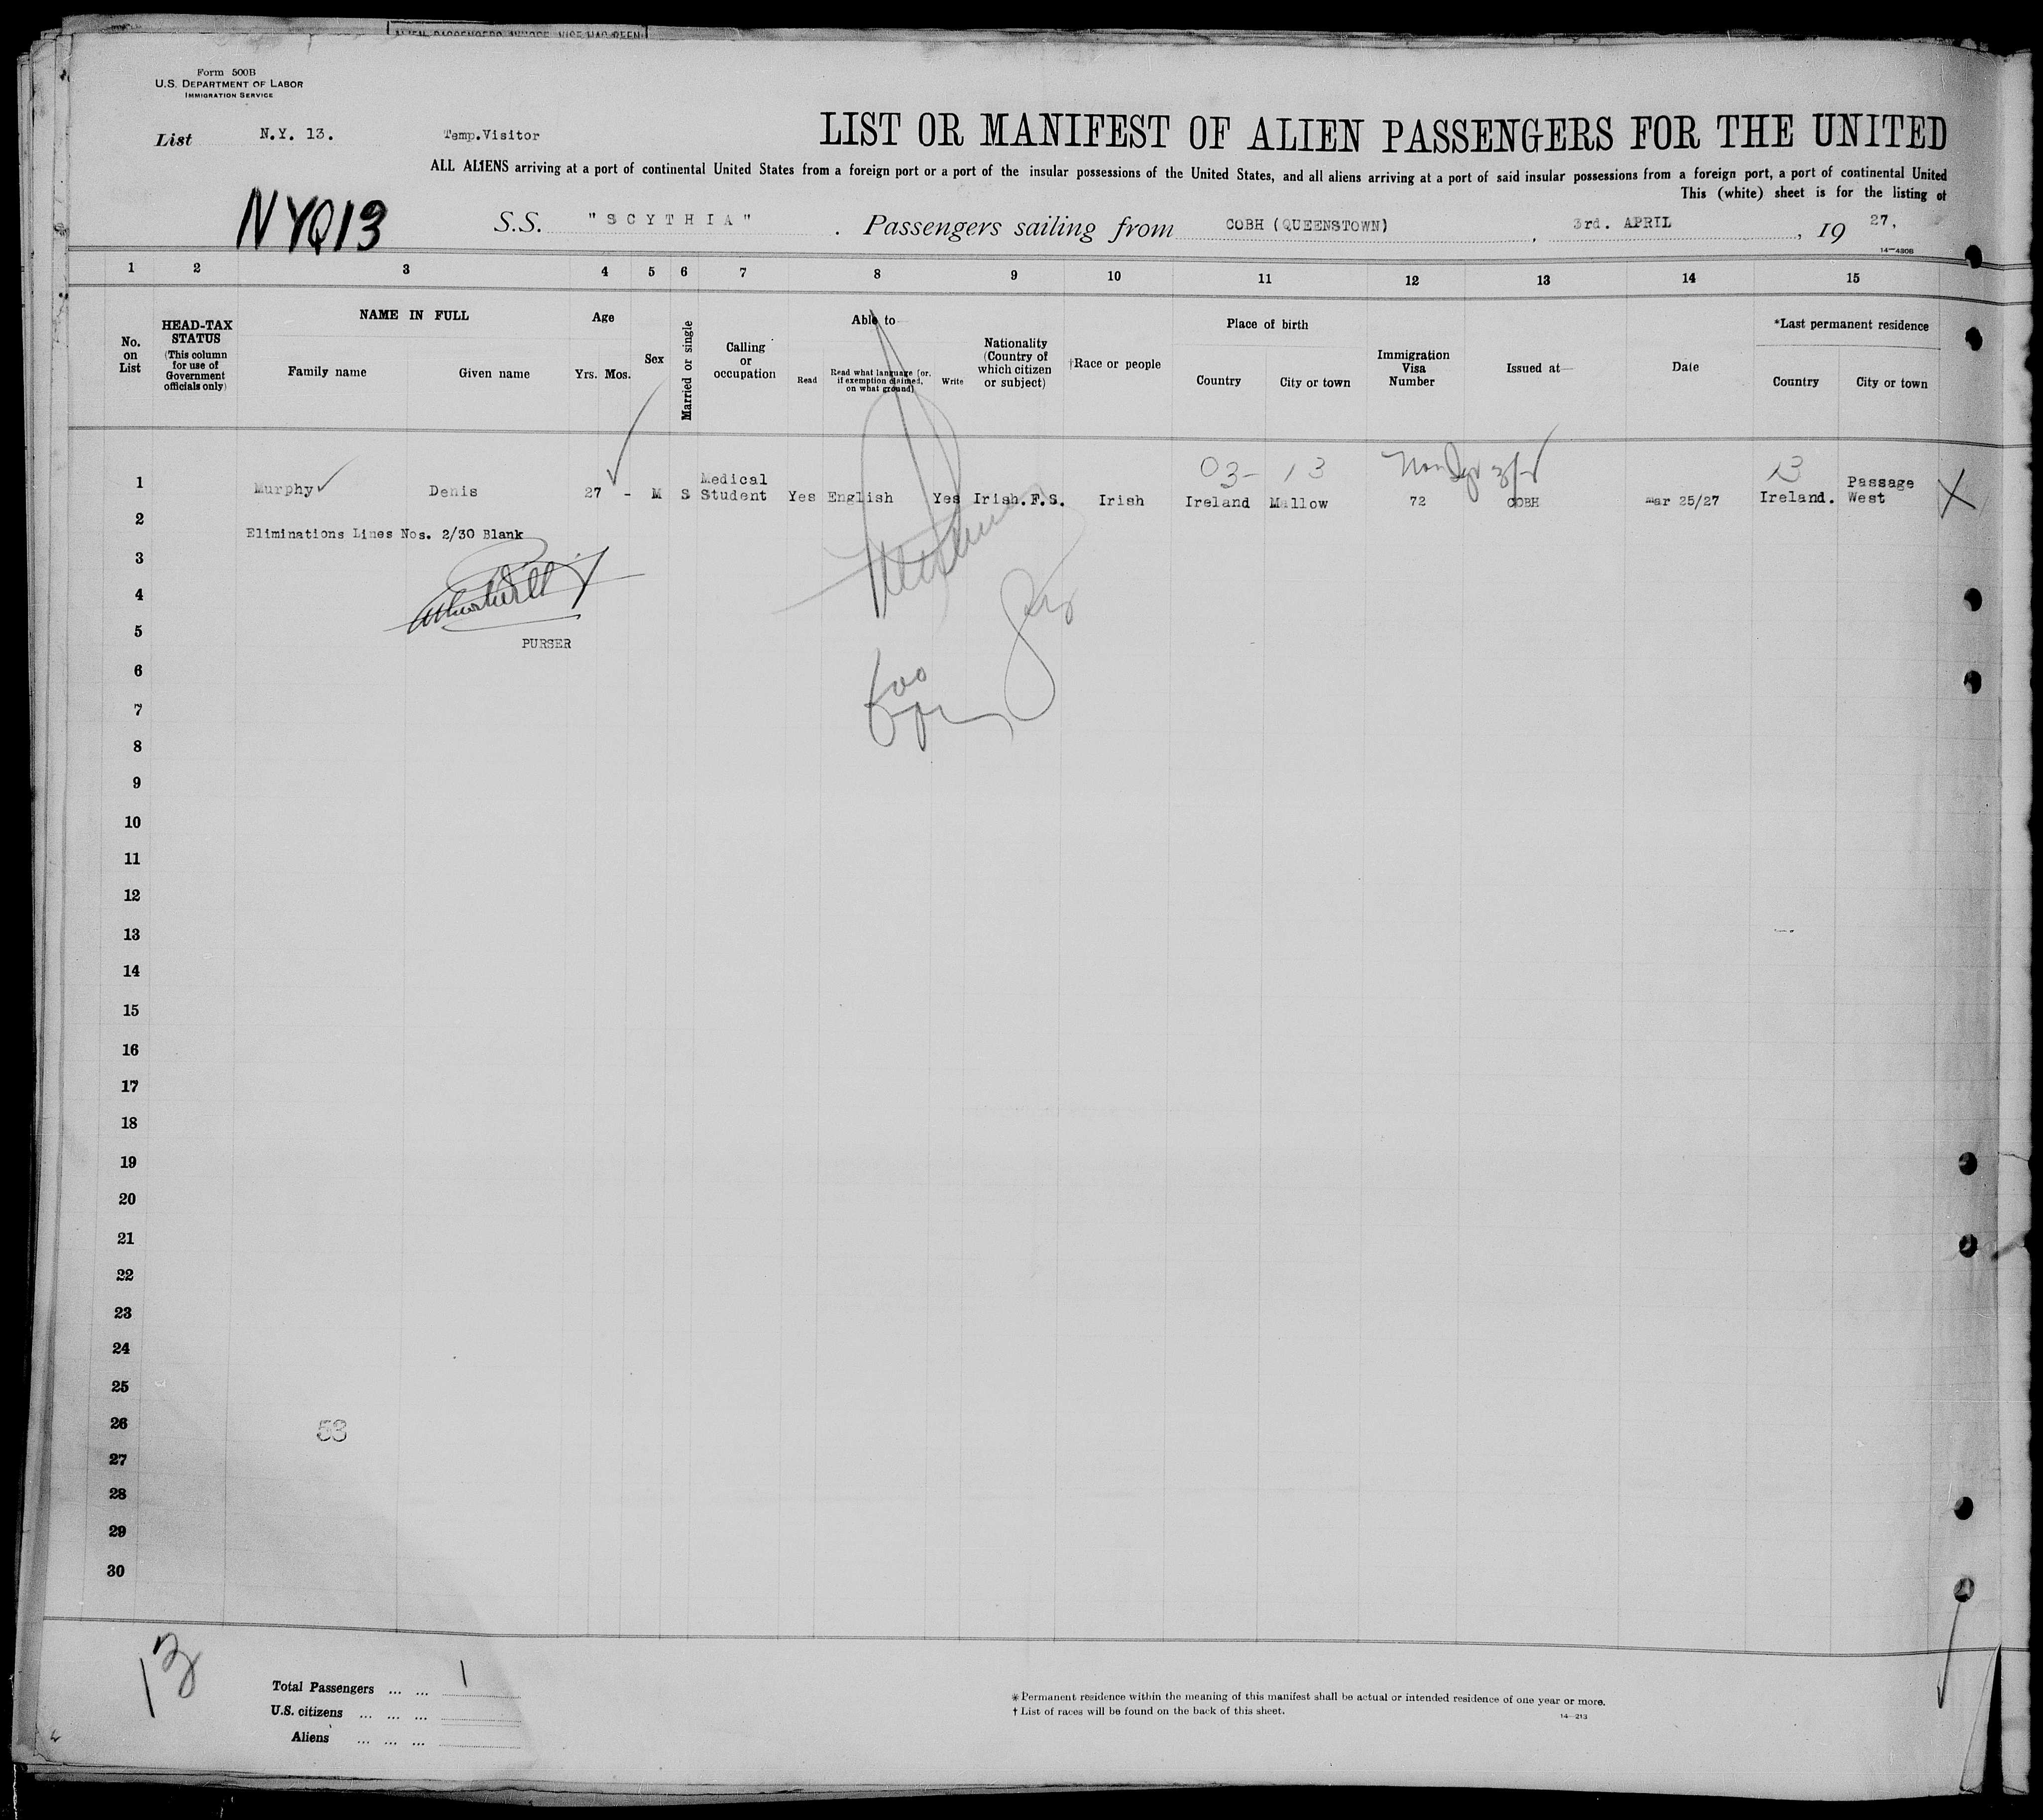 ALIEN PASSENGERS WHOSE VISE HAS BEEN
Form 500B
U.S. DEPARTMENT OF LABOR
IMMIGRATION SERVICE
List N.Y. 13. Temp.Visitor
LIST OR MANIFEST OF ALIEN PASSENGERS FOR THE UNITED
ALL ALIENS arriving at a port of continental United States from a foreign port or a port of the insular possessions of the United States, and all aliens arriving at a port of said insular possessions from a foreign port, a port of continental United
This (white) sheet is for the listing of
NYQ13
S.S. "SCYTHIA" . Passengers sailing from COBH (QUEENSTOWN) , 3rd. APRIL , 19 27,
14—430B
1 2 3 4 5 6 7 8 9 10 11 12 13 14 15
No. on List
HEAD-TAX STATUS
(This column for use of Government officials only)
NAME IN FULL
Family name Given name
Age
Yrs. Mos.
Sex
Married or single
Calling or occupation
Able to
Read
Read what language (or, if exemption claimed, on what ground)
Write
Nationality (Country of which citizen or subject)
†Race or people
Place of birth
Country City or town
Immigration Visa Number
Issued at—
Date
*Last permanent residence
Country City or town
03- 13 13
1 Murphy Denis 27 - M S Medical Student Yes English Yes Irish.F.S. Irish Ireland Mallow 72 COBH Mar 25/27 Ireland. Passage West X
2 Eliminations Lines Nos. 2/30 Blank
3
4
5
PURSER
6
7
8
9
10
11
12
13
14
15
16
17
18
19
20
21
22
23
24
25
26
53
27
28
29
30
13
Total Passengers ... ... 1
U.S. citizens ... ... ...
Aliens ... ... ...
* Permanent residence within the meaning of this manifest shall be actual or intended residence of one year or more.
† List of races will be found on the back of this sheet.
14—213